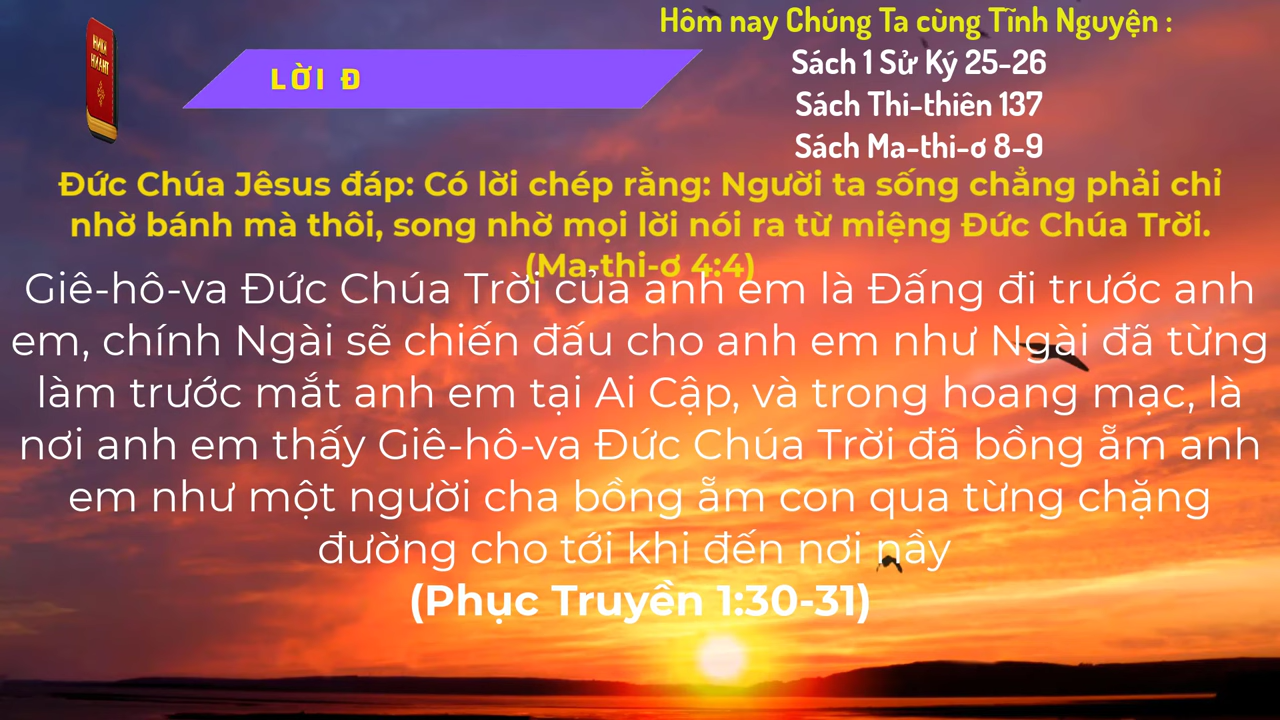 Hôm nay Chúng Ta cùng Tĩnh Nguyện :
Sách 1 Sử Ký 25-26
Sách Thi-thiên 137
Sách Ma-thi-ơ 8-9
LỜI Đ
Đức Chúa Jêsus đáp: Có lời chép rằng: Người ta sống chẳng phải chỉ
nhờ bánh mà thôi, song nhờ mọi lời nói ra từ miệng Đức Chúa Trời.
(Ma-thi-ơ 4:4)
Giê-hô-va Đức Chúa Trời của anh em là Đấng đi trước anh
em, chính Ngài sẽ chiến đấu cho anh em như Ngài đã từng
làm trước mắt anh em tại Ai Cập, và trong hoang mạc, là
nơi anh em thấy Giê-hô-va Đức Chúa Trời đã bồng ẵm anh
em như một người cha bồng ẵm con qua từng chặng
đường cho tới khi đến nơi nầy
(Phục Truyền 1:30-31)